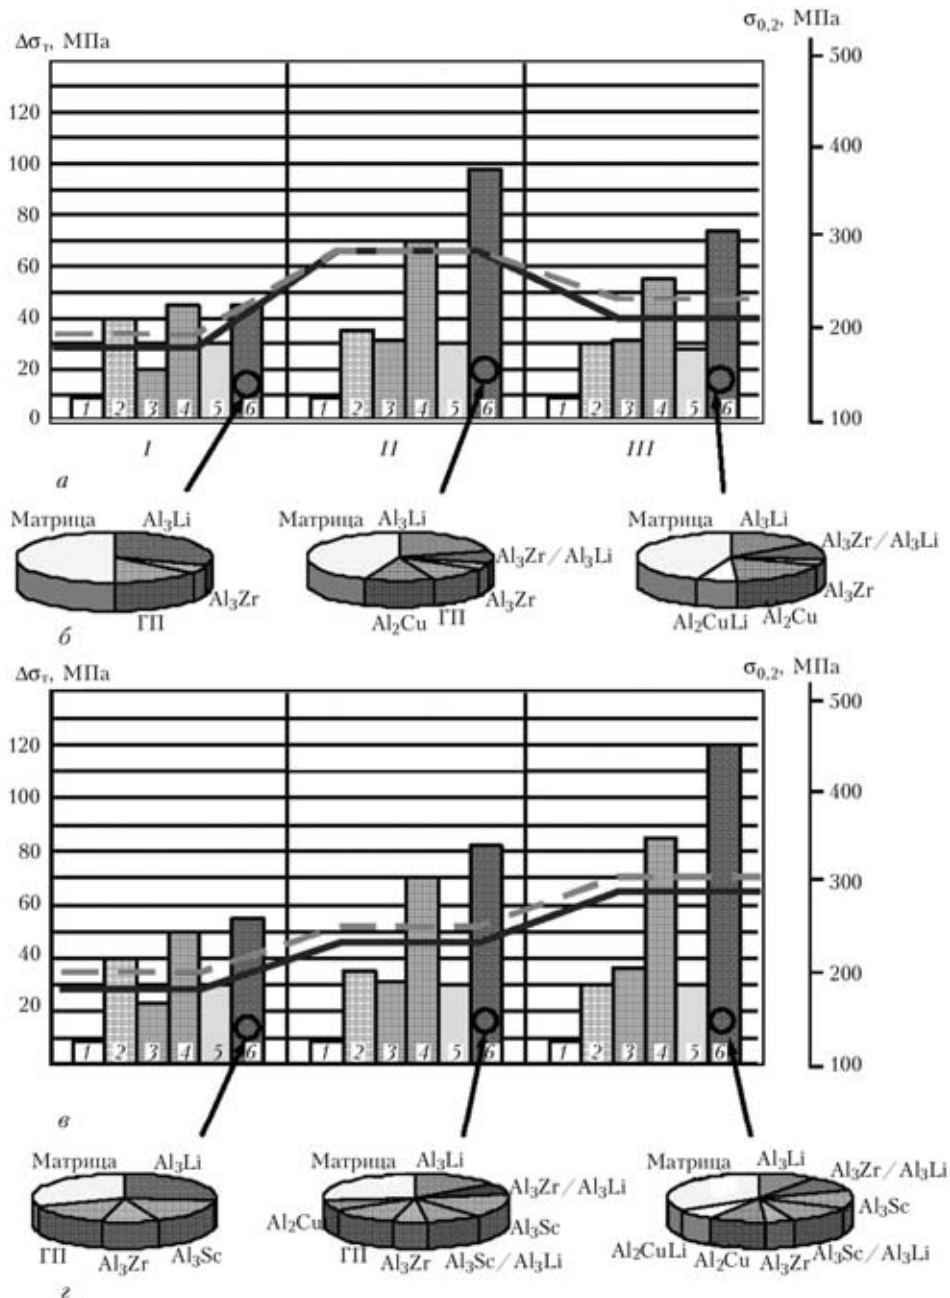 Δσт, МПа σ0,2, МПа
500
120
400
100
80
300
60
40
200
20
0 1 2 3 4 5 6 1 2 3 4 5 6 1 2 3 4 5 6 100
I II III
а
Матрица Al3Li Матрица Al3Li Матрица Al3Li
Al3Zr/Al3Li Al3Zr/Al3Li
Al3Zr Al3Zr Al3Zr
ГП Al2Cu ГП Al2CuLi Al2Cu
б
Δσт, МПа σ0,2, МПа
500
120
400
100
80
300
60
40
200
20
1 2 3 4 5 6 1 2 3 4 5 6 1 2 3 4 5 6 100
в
Матрица Al3Li Матрица Al3Li Матрица Al3Li
Al3Zr/Al3Li Al3Zr/Al3Li
Al2Cu Al3Sc Al3Sc
ГП Al3Zr Al3Sc ГП Al3Zr Al3Sc/Al3Li Al2CuLi Al2Cu Al3Zr Al3Sc/Al3Li
г